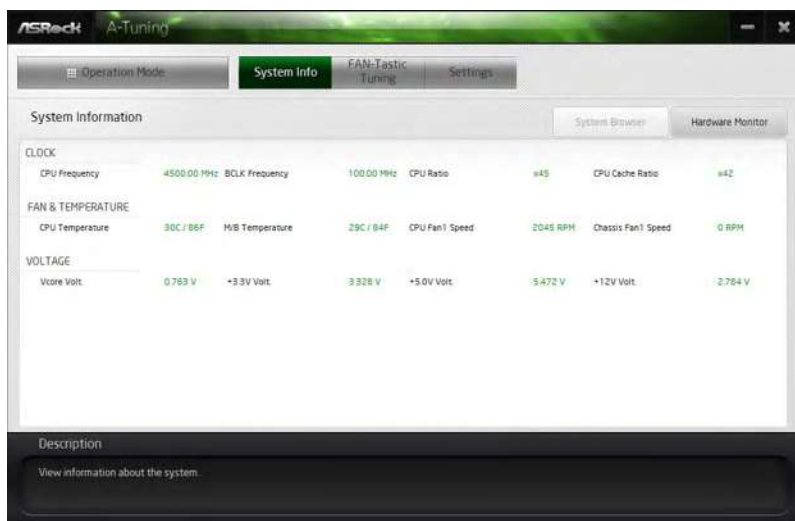 ASRock A-Tuning
Operation Mode System Info FAN-Tastic Tuning Settings
System Information System Browser Hardware Monitor
CLOCK
CPU Frequency 4500.00 MHz BCLK Frequency 100.00 MHz CPU Ratio x45 CPU Cache Ratio x42
FAN & TEMPERATURE
CPU Temperature 30C / 86F M/B Temperature 29C / 84F CPU Fan1 Speed 2045 RPM Chassis Fan1 Speed 0 RPM
VOLTAGE
Vcore Volt. 0.763 V +3.3V Volt. 3.328 V +5.0V Volt. 5.472 V +12V Volt. 2.784 V
Description
View information about the system.